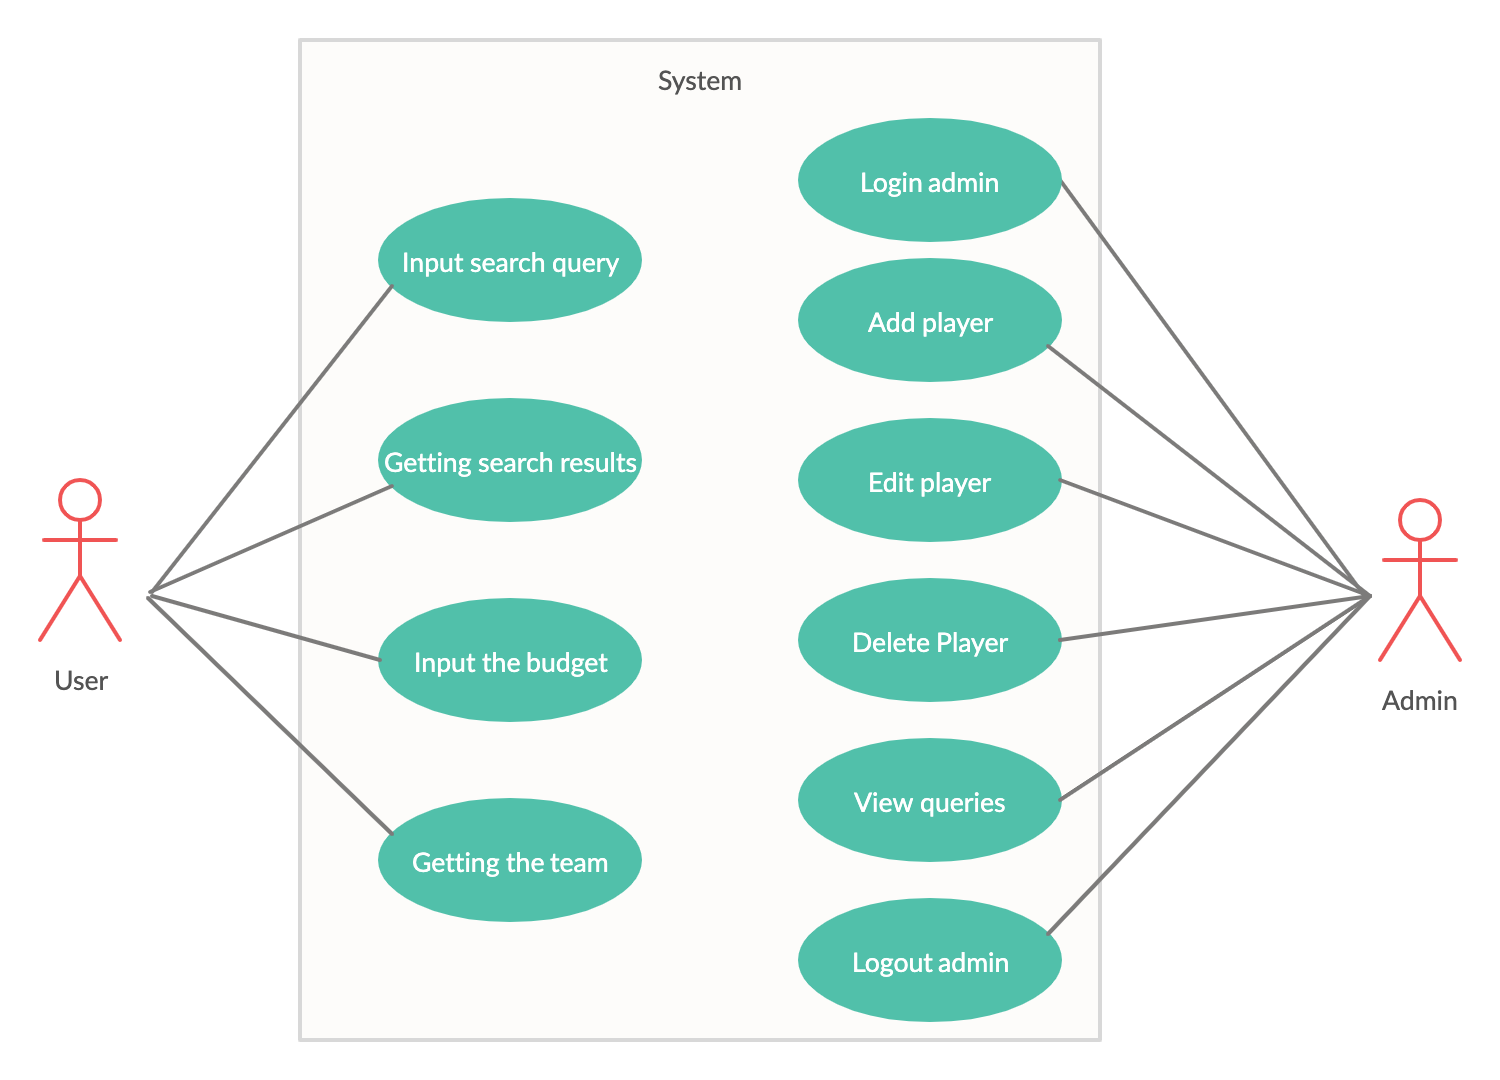 System
Login admin
Input search query
Add player
Getting search results
Edit player
Input the budget
Delete Player
User
Admin
View queries
Getting the team
Logout admin